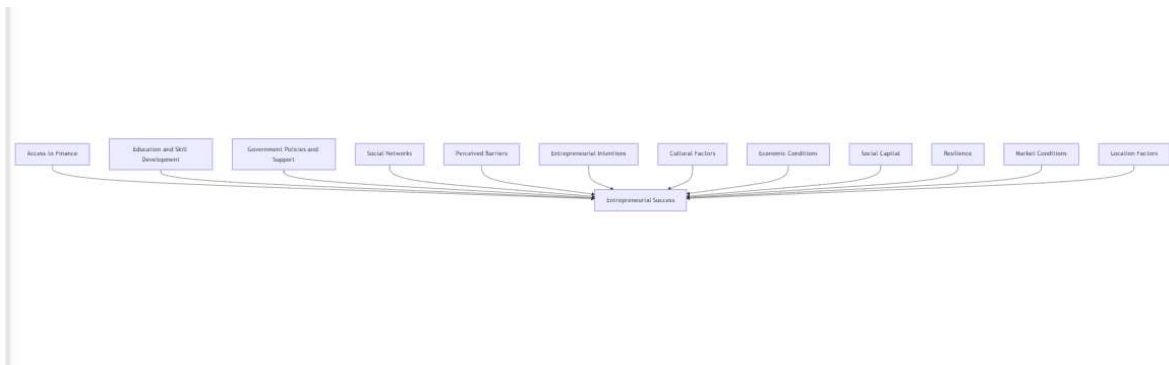 Access to Finance
Education and Skill
Development
Government Policies and
Support
Social Networks
Perceived Barriers
Entrepreneurial Intentions
Cultural Factors
Economic Conditions
Social Capital
Resilience
Market Conditions
Location Factors
Entrepreneurial Success